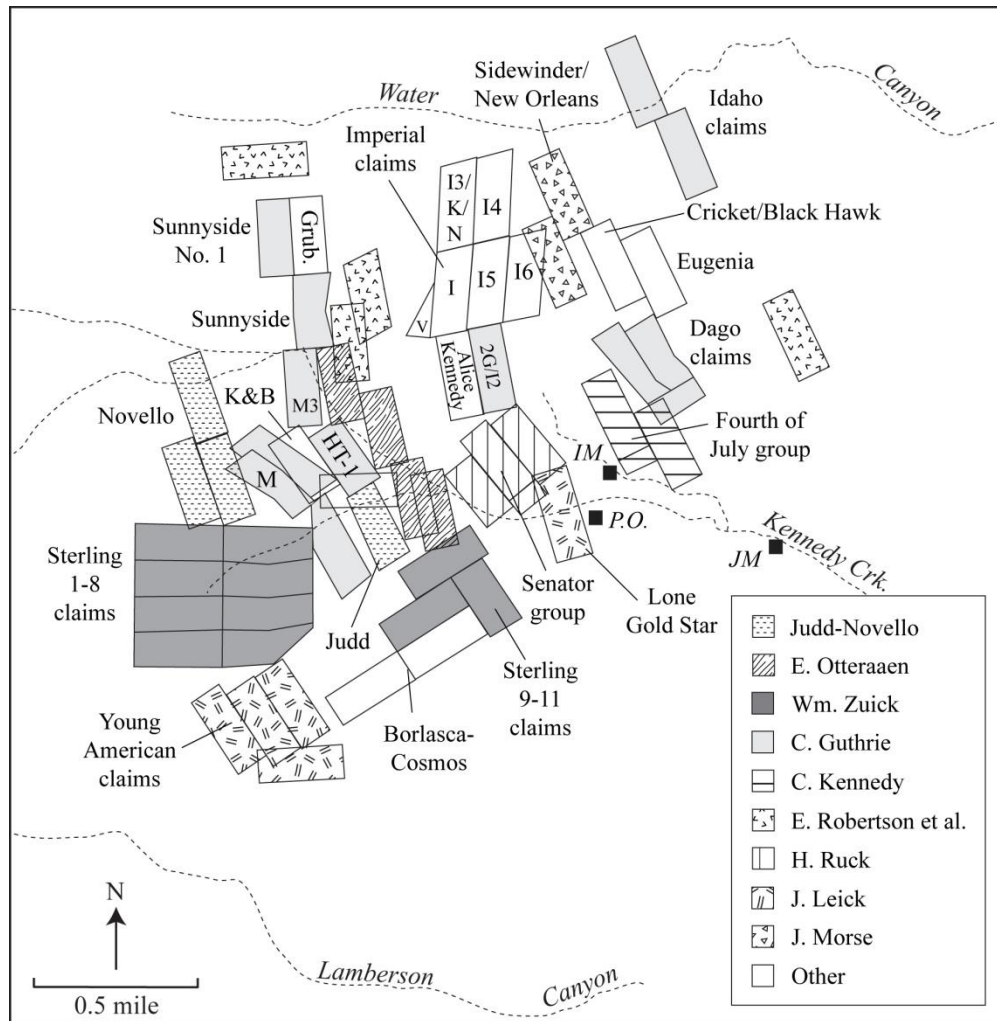 Water
Canyon
Sidewinder/
New Orleans
Idaho
claims
Imperial
claims
I3/
K/
N
I4
Sunnyside
No. 1
Grub.
Cricket/Black Hawk
I
I5
I6
Eugenia
Sunnyside
V
Alice
Kennedy
2G/I2
Dago
claims
Novello
K&B
M3
HT-1
M
Fourth of
July group
IM
P.O.
Kennedy Crk.
JM
Sterling
1-8
claims
Judd
Senator
group
Lone
Gold Star
Sterling
9-11
claims
Young
American
claims
Borlasca-
Cosmos
Judd-Novello
E. Otteraaen
Wm. Zuick
C. Guthrie
C. Kennedy
E. Robertson et al.
H. Ruck
J. Leick
J. Morse
Other
N
0.5 mile
Lamberson
Canyon